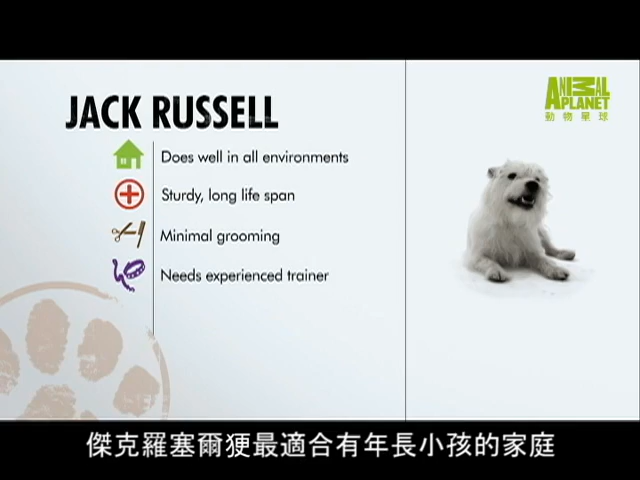 ANIMAL
PLANET
動物星球
JACK RUSSELL
Does well in all environments
Sturdy, long life span
Minimal grooming
Needs experienced trainer
傑克羅塞爾㹴最適合有年長小孩的家庭